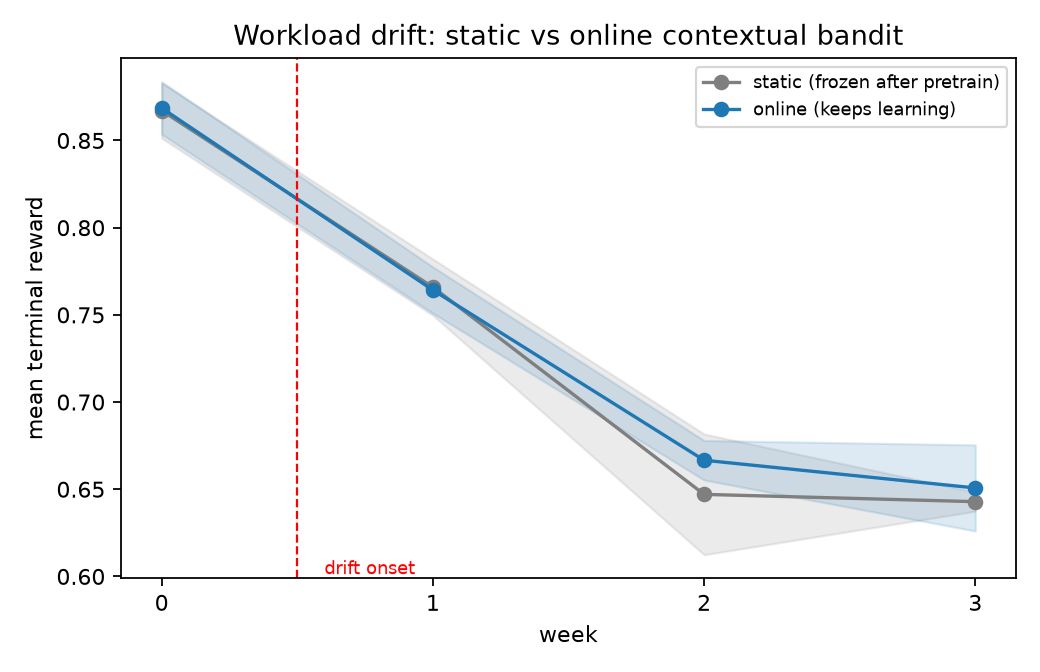 Workload drift: static vs online contextual bandit
static (frozen after pretrain)
online (keeps learning)
mean terminal reward
0.85
0.80
0.75
0.70
0.65
0.60
drift onset
0
1
2
3
week